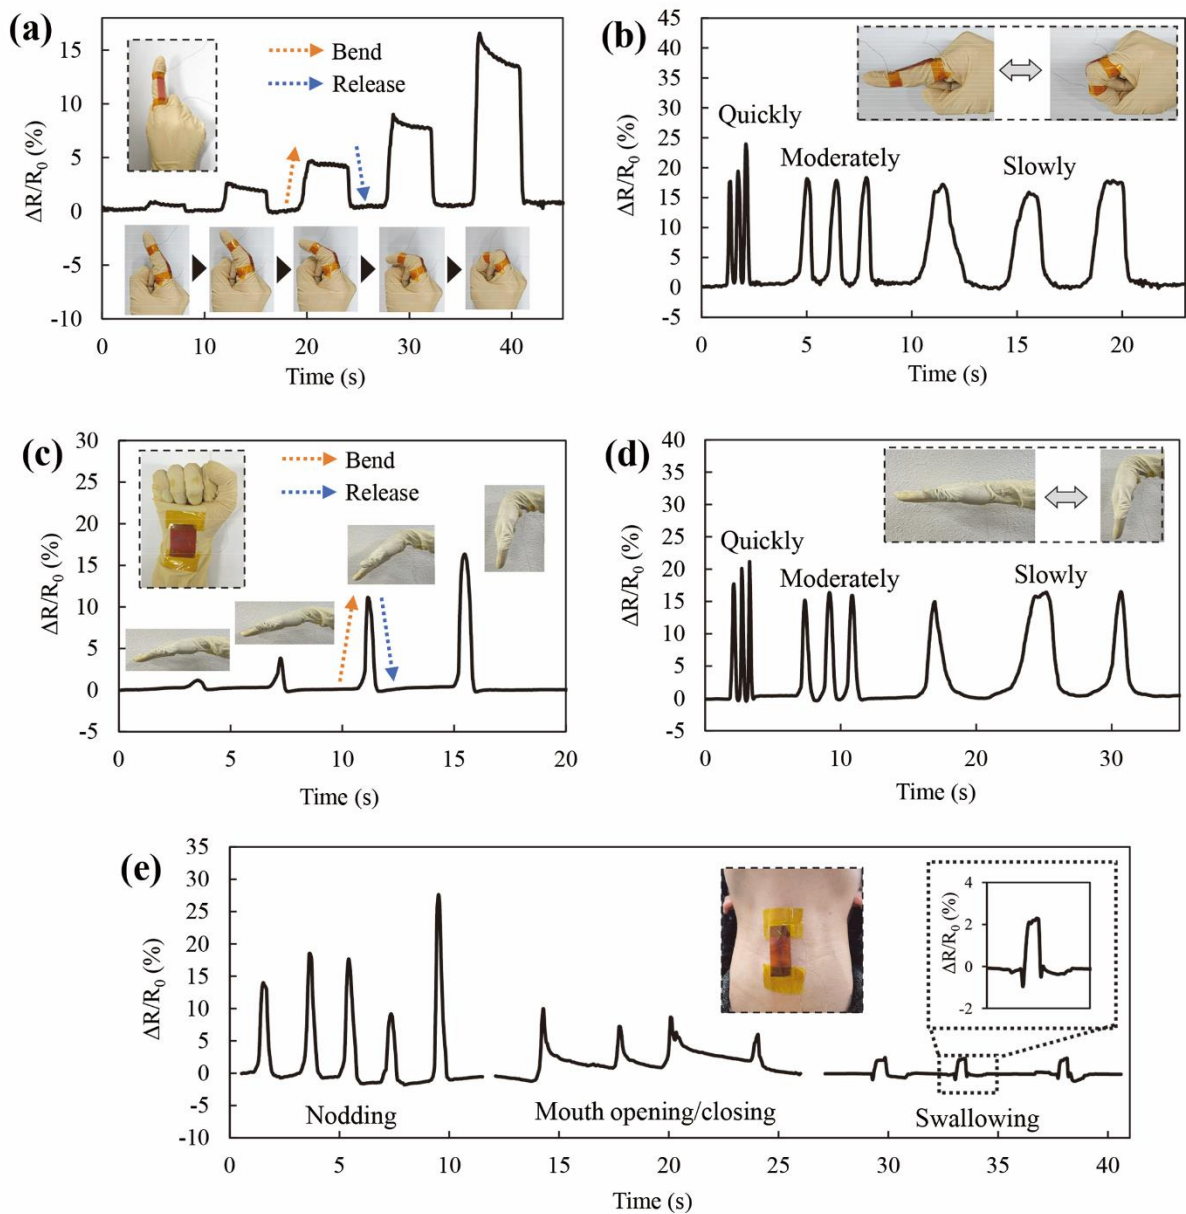 (a)
15
10
5
0
-5
-10
ΔR/R₀ (%)
Bend
Release
0
10
20
30
40
Time (s)
(b)
45
40
35
30
25
20
15
10
5
0
-5
ΔR/R₀ (%)
Quickly
Moderately
Slowly
0
5
10
15
20
Time (s)
(c)
30
25
20
15
10
5
0
-5
ΔR/R₀ (%)
Bend
Release
0
5
10
15
20
Time (s)
(d)
40
35
30
25
20
15
10
5
0
-5
ΔR/R₀ (%)
Quickly
Moderately
Slowly
0
10
20
30
Time (s)
(e)
35
30
25
20
15
10
5
0
-5
-10
ΔR/R₀ (%)
Nodding
Mouth opening/closing
Swallowing
4
2
0
-2
ΔR/R₀ (%)
0
5
10
15
20
25
30
35
40
Time (s)